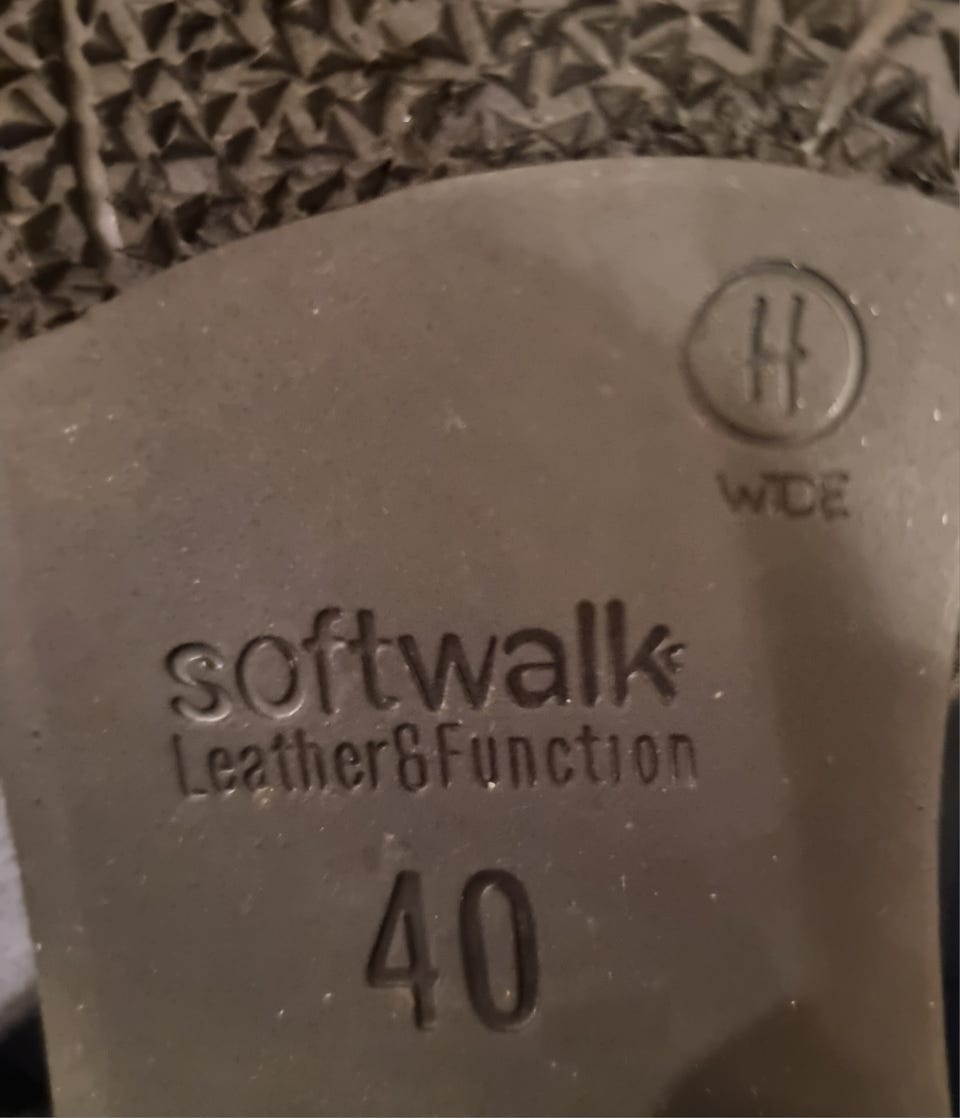 H
WIDE
softwalk
Leather&Function
40